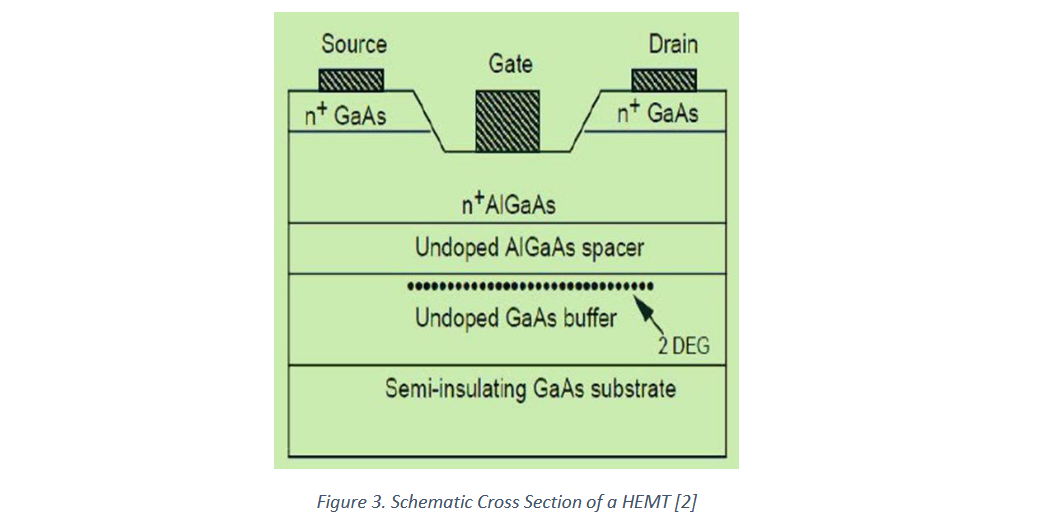 Source
Gate
Drain
n+ GaAs
n+ GaAs
n+AlGaAs
Undoped AlGaAs spacer
Undoped GaAs buffer
2 DEG
Semi-insulating GaAs substrate
Figure 3. Schematic Cross Section of a HEMT [2]